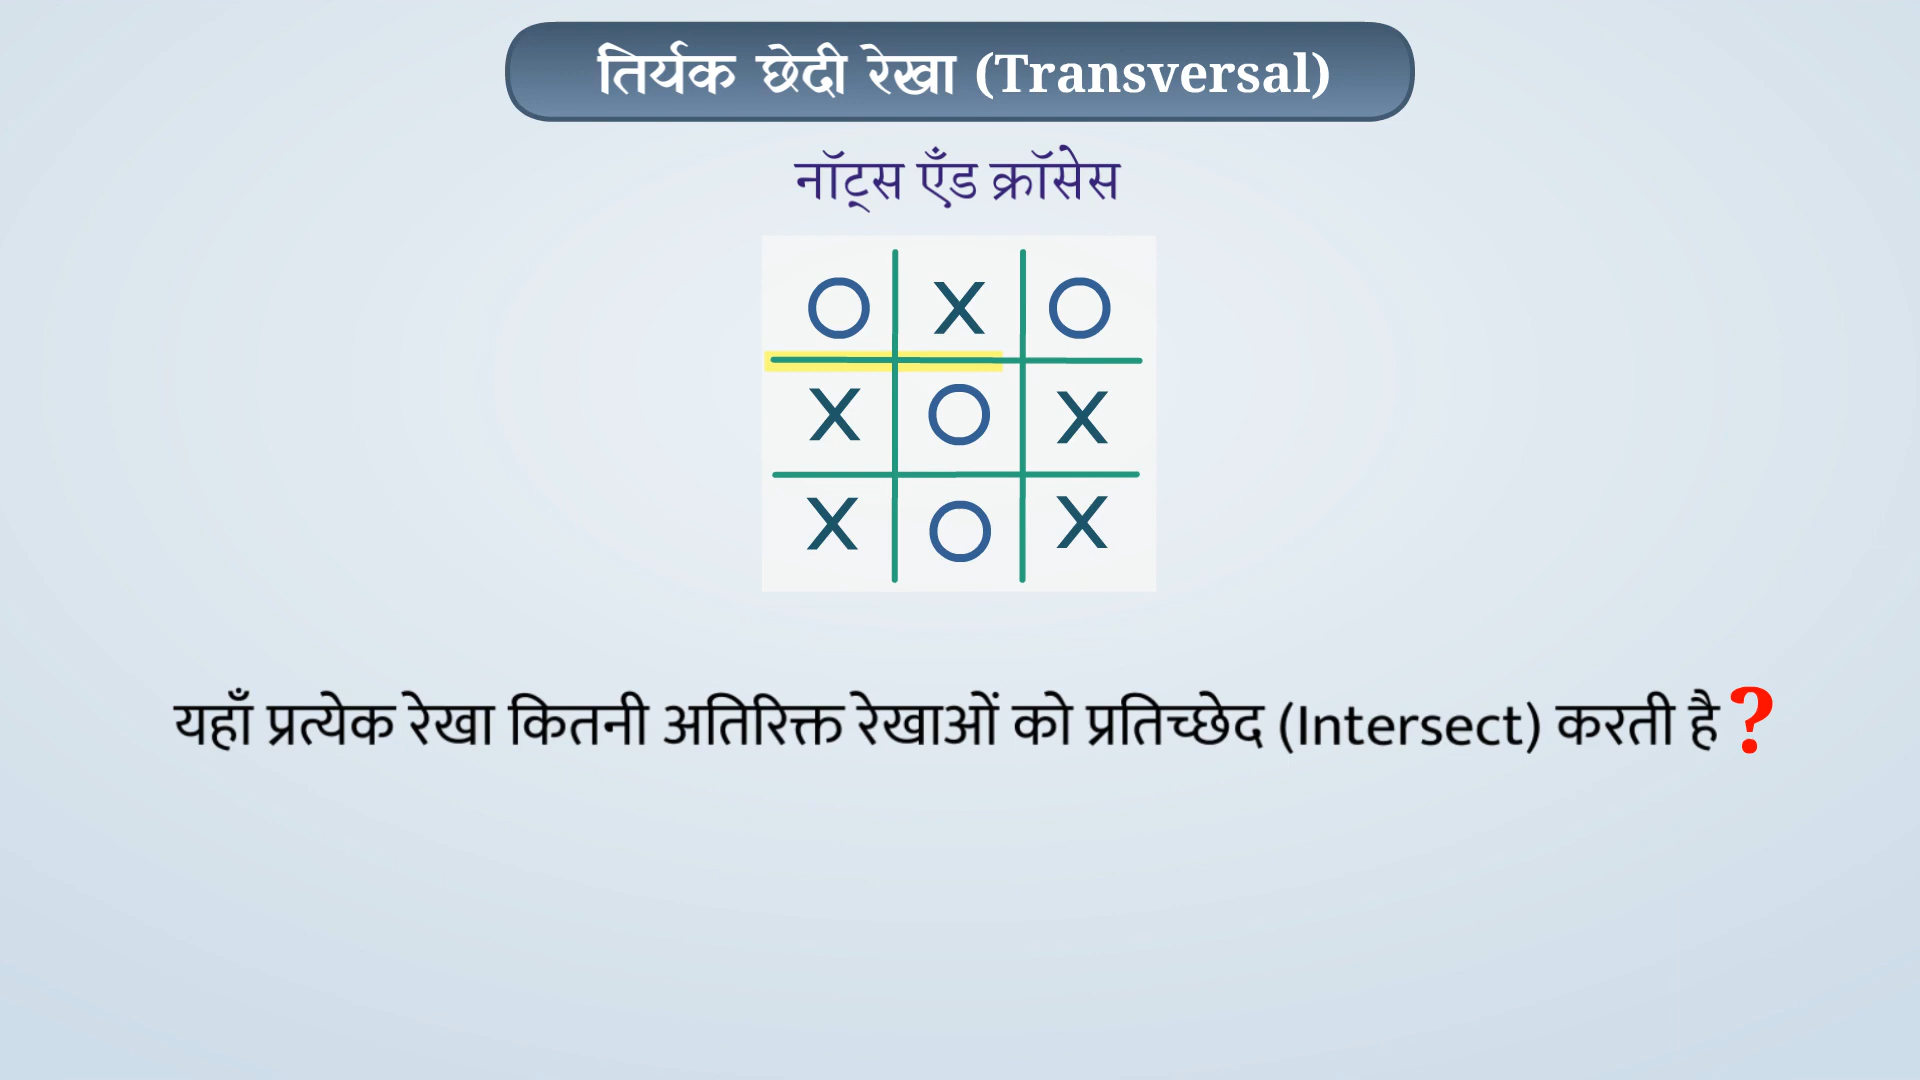 तिर्यक छेदी रेखा (Transversal)
नॉट्स एँड क्रॉसेस
O X O
X O X
X O X
यहाँ प्रत्येक रेखा कितनी अतिरिक्त रेखाओं को प्रतिच्छेद (Intersect) करती है ?